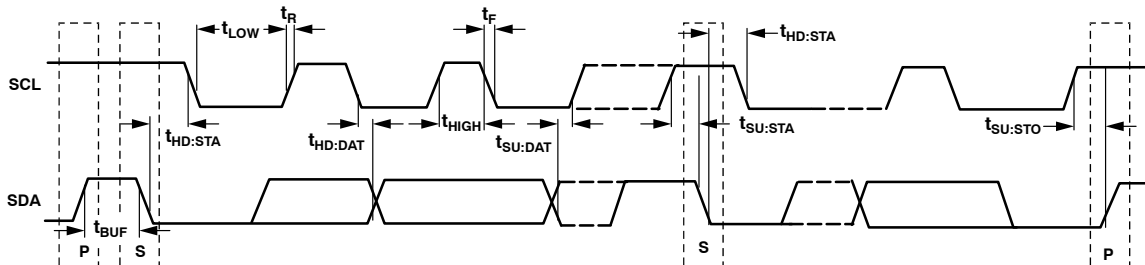 tR
tF
tLOW
tHD:STA
SCL
tHD:STA
tHD:DAT
tHIGH
tSU:DAT
tSU:STA
tSU:STO
SDA
tBUF
P
S
S
P